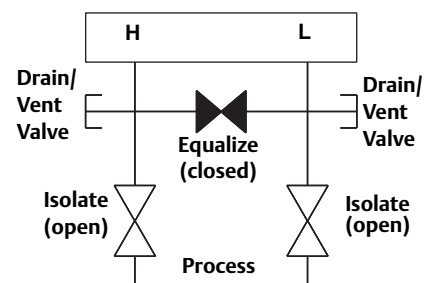 H
L
Drain/
Vent
Valve
Drain/
Vent
Valve
Equalize
(closed)
Isolate
(open)
Isolate
(open)
Process